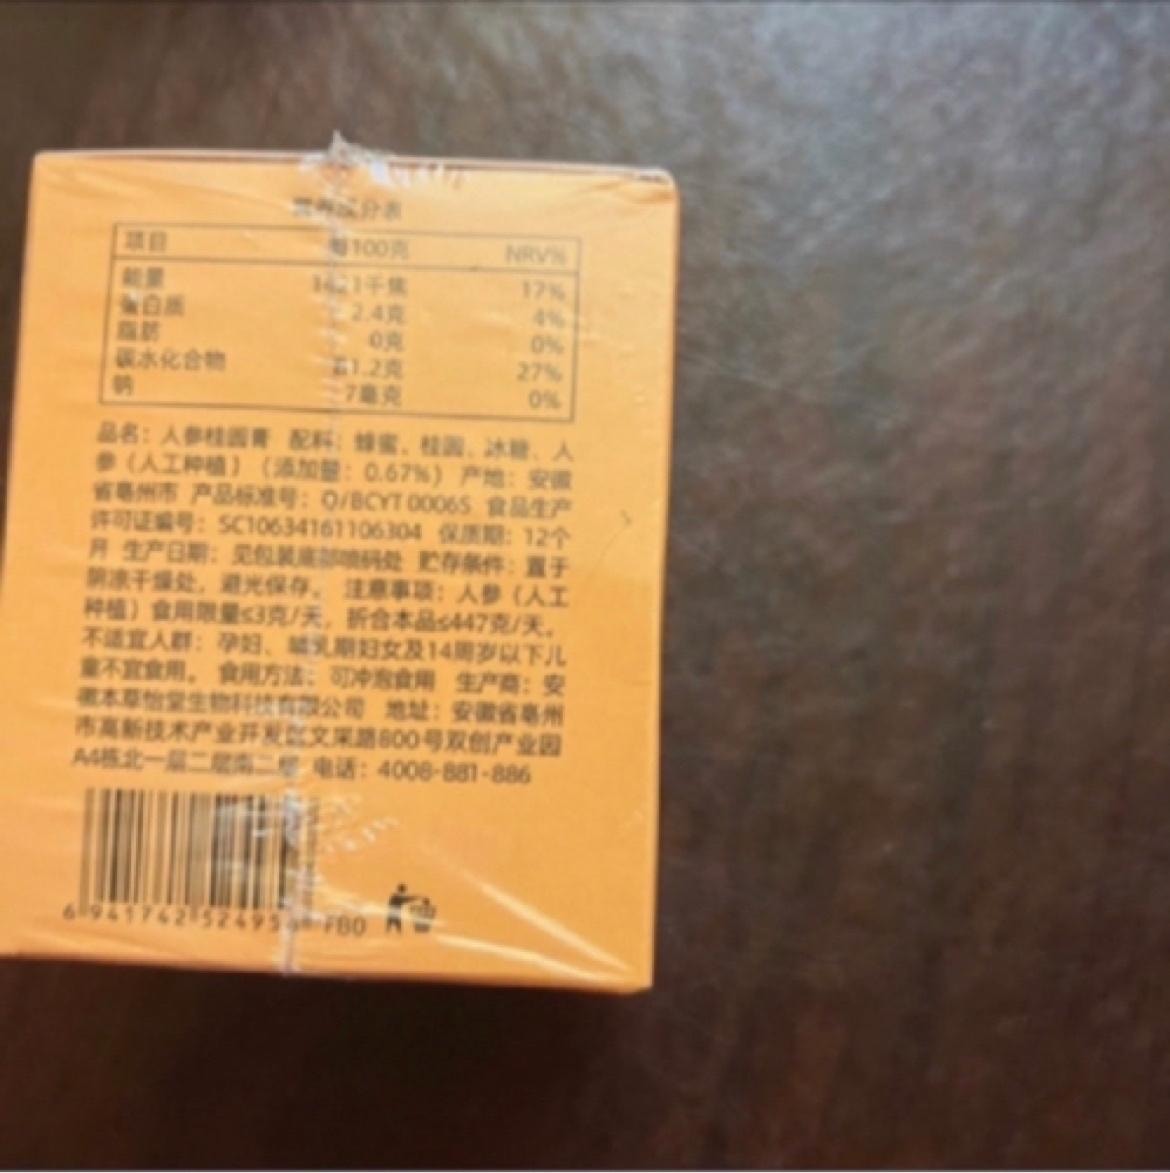 营养成分表
项目 每100克 NRV%
能量 1千焦 17%
蛋白质 2.4克 4%
脂肪 0克 0%
碳水化合物 1.2克 27%
钠 7毫克 0%
品名：人参桂圆膏 配料：蜂蜜、桂圆、冰糖、人
参（人工种植）（添加量：0.67%） 产地：安徽
省亳州市 产品标准号：Q/BCYT 0006S 食品生产
许可证编号：SC10634161106304 保质期：12个
月 生产日期：见包装底部喷码处 贮存条件：置于
阴凉干燥处，避光保存。 注意事项：人参（人工
种植）食用限量≤3克/天，折合本品≤447克/天。
不适宜人群：孕妇、哺乳期妇女及14周岁以下儿
童不宜食用。 食用方法：可冲泡食用 生产商：安
徽本草怡堂生物科技有限公司 地址：安徽省亳州
市高新技术产业开发区文采路800号双创产业园
A4栋北一层二层南二层 电话：4008-881-886
6 941742 52495 780